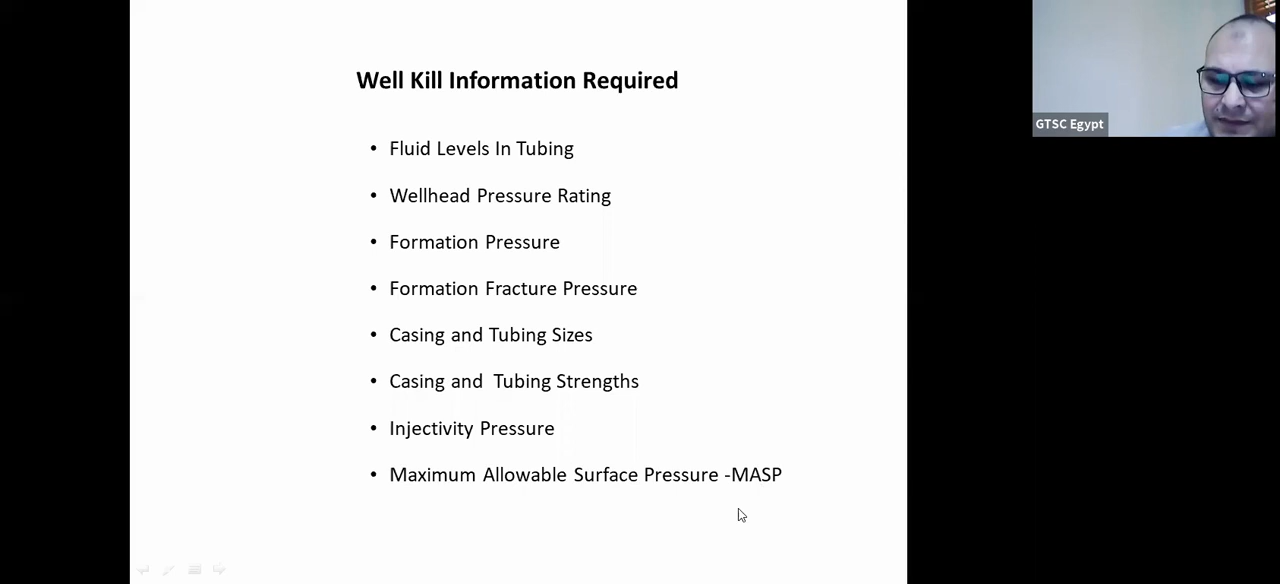 Well Kill Information Required
• Fluid Levels In Tubing
• Wellhead Pressure Rating
• Formation Pressure
• Formation Fracture Pressure
• Casing and Tubing Sizes
• Casing and  Tubing Strengths
• Injectivity Pressure
• Maximum Allowable Surface Pressure -MASP
GTSC Egypt